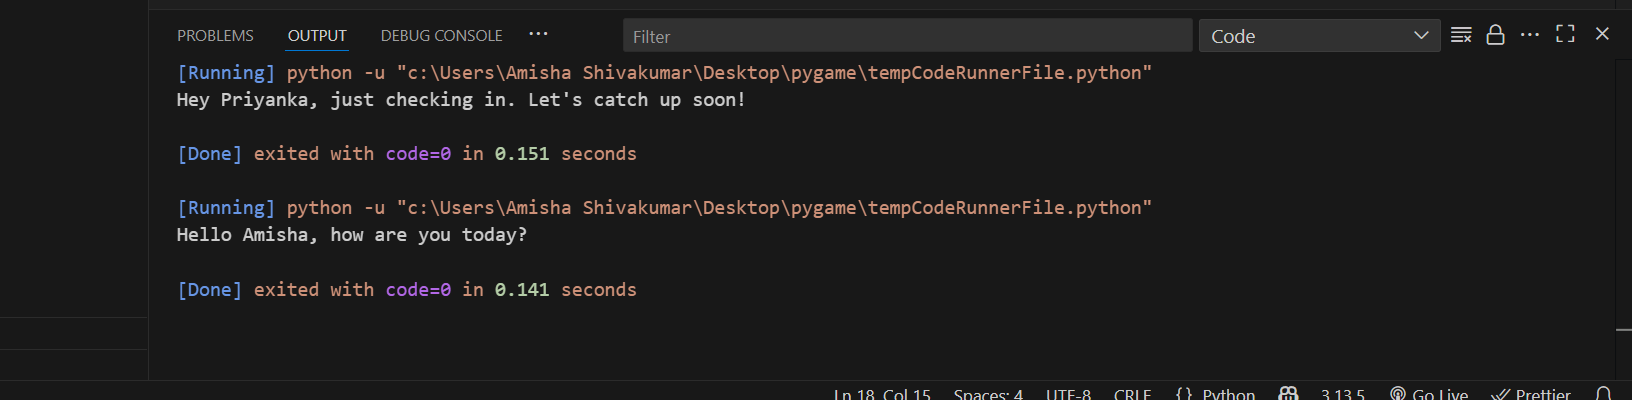 PROBLEMS OUTPUT DEBUG CONSOLE ··· Filter Code ···
[Running] python -u "c:\Users\Amisha Shivakumar\Desktop\pygame\tempCodeRunnerFile.python"
Hey Priyanka, just checking in. Let's catch up soon!
[Done] exited with code=0 in 0.151 seconds
[Running] python -u "c:\Users\Amisha Shivakumar\Desktop\pygame\tempCodeRunnerFile.python"
Hello Amisha, how are you today?
[Done] exited with code=0 in 0.141 seconds
Ln 18, Col 15 Spaces: 4 UTF-8 CRLF {} Python 3.13.5 Go Live Prettier